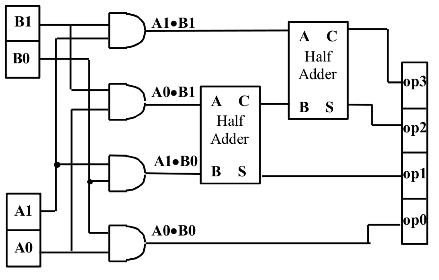 B1
B0
A1
A0
A1•B1
A0•B1
A1•B0
A0•B0
A C
Half
Adder
B S
A C
Half
Adder
B S
op3
op2
op1
op0